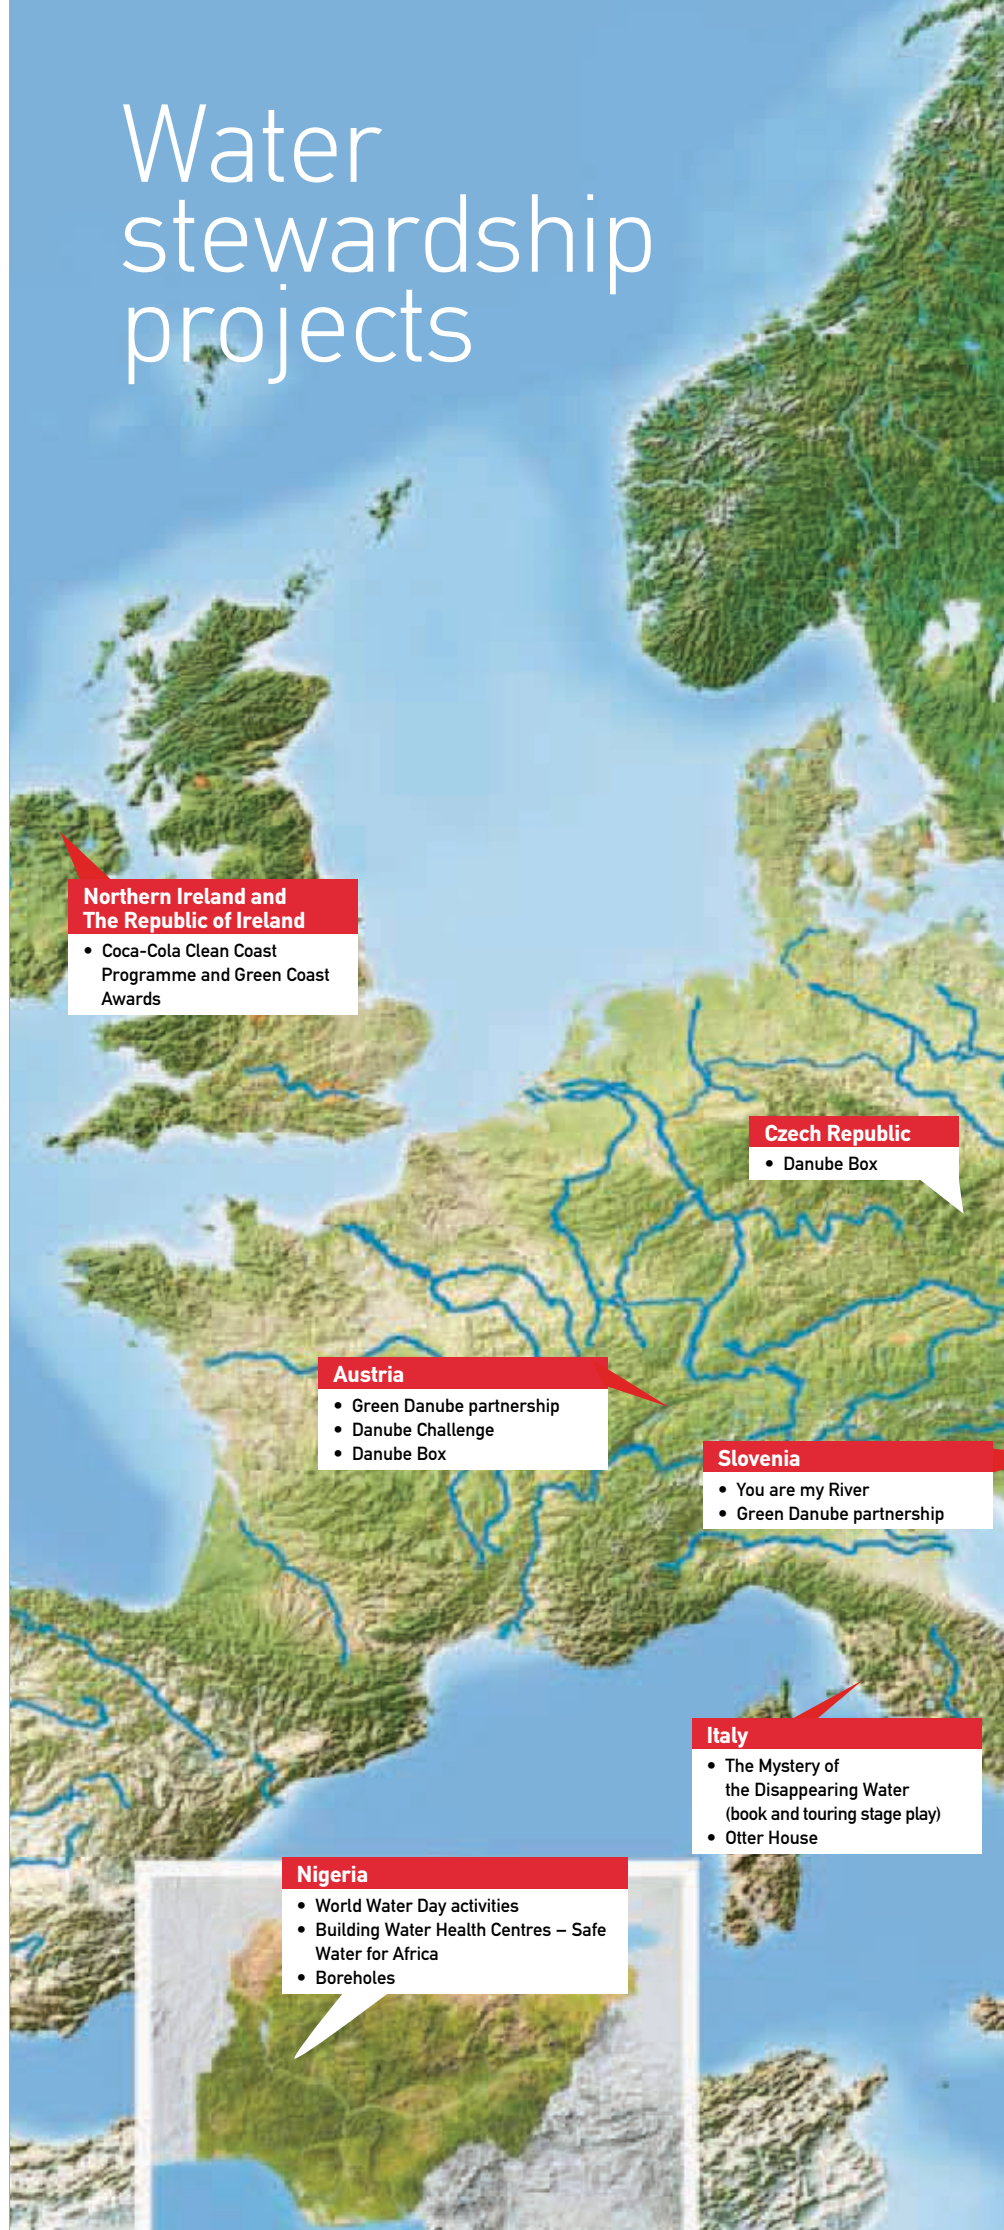 Water
stewardship
projects
Northern Ireland and
The Republic of Ireland
• Coca-Cola Clean Coast
Programme and Green Coast
Awards
Czech Republic
• Danube Box
Austria
• Green Danube partnership
• Danube Challenge
• Danube Box
Slovenia
• You are my River
• Green Danube partnership
Italy
• The Mystery of
the Disappearing Water
(book and touring stage play)
• Otter House
Nigeria
• World Water Day activities
• Building Water Health Centres – Safe
Water for Africa
• Boreholes